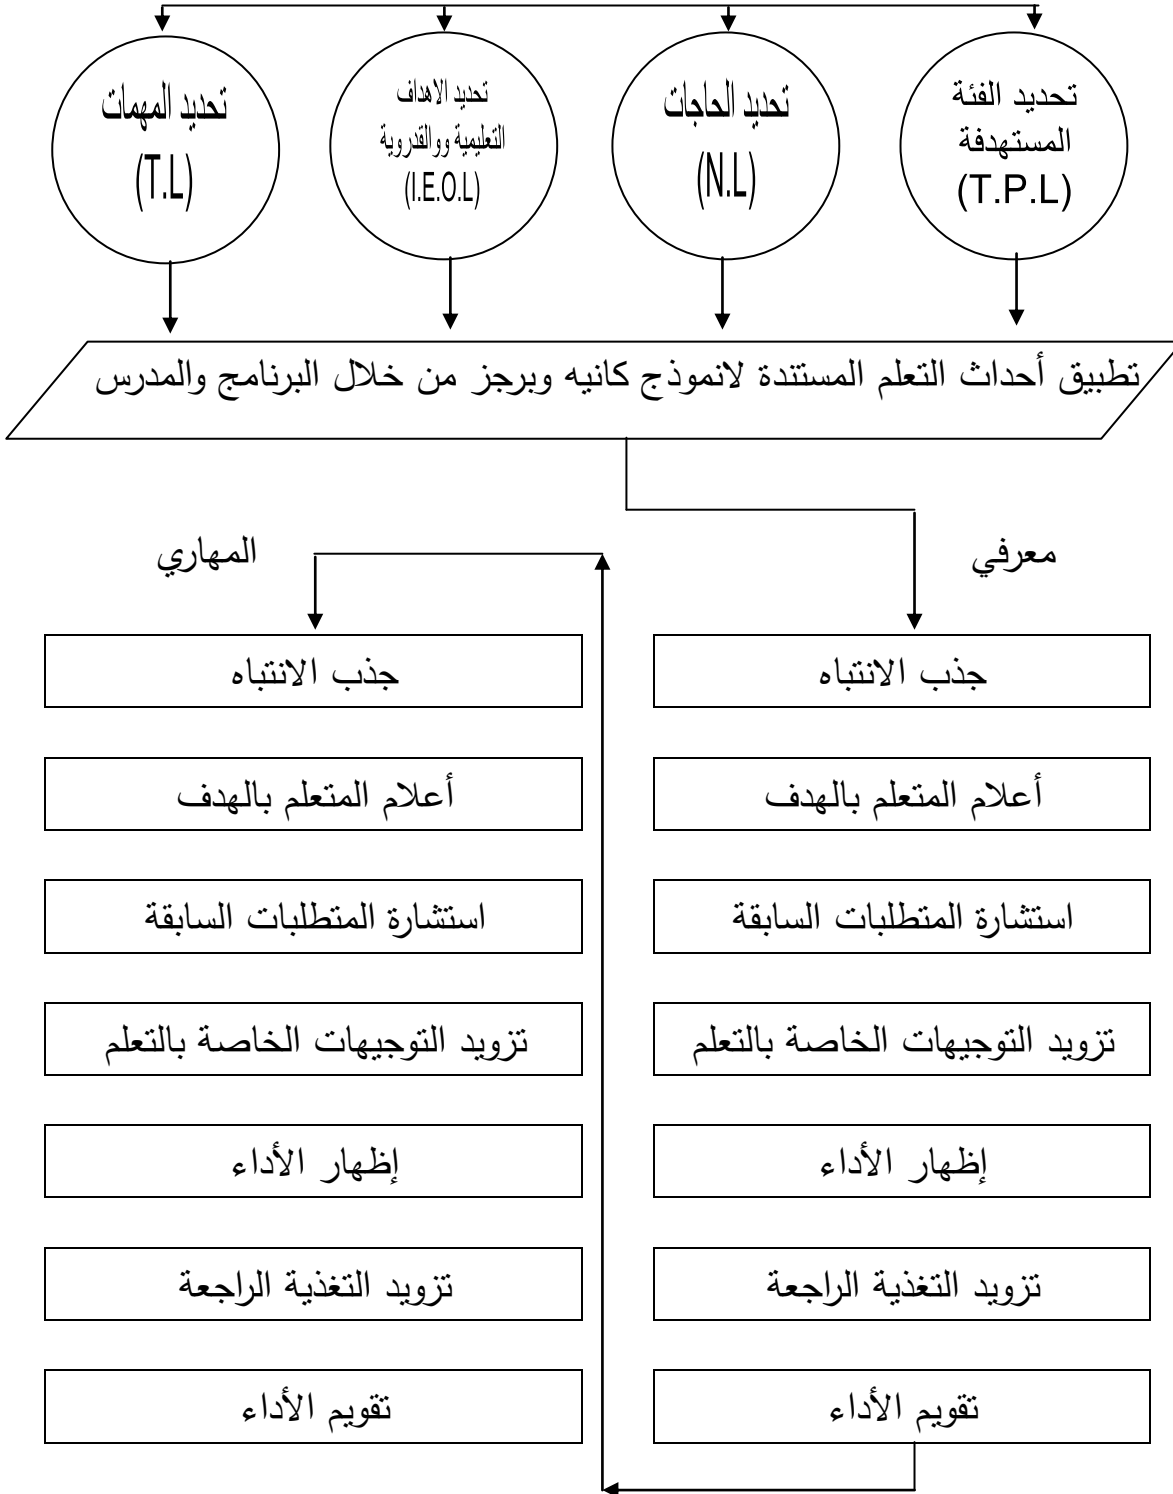 تحديد الفئة
المستهدفة
(T.P.L)
تحديد الحاجات
(N.L)
تحديد الاهداف
التعليمية ووالقدروية
(I.E.O.L)
تحديد المهمات
(T.L)
تطبيق أحداث التعلم المستتدة لانموذج كانيه وبرجز من خلال البرنامج والمدرس
معرفي
جذب الانتباه
أعلام المتعلم بالهدف
استشارة المتطلبات السابقة
تزويد التوجيهات الخاصة بالتعلم
إظهار الأداء
تزويد التغذية الراجعة
تقويم الأداء
المهاري
جذب الانتباه
أعلام المتعلم بالهدف
استشارة المتطلبات السابقة
تزويد التوجيهات الخاصة بالتعلم
إظهار الأداء
تزويد التغذية الراجعة
تقويم الأداء